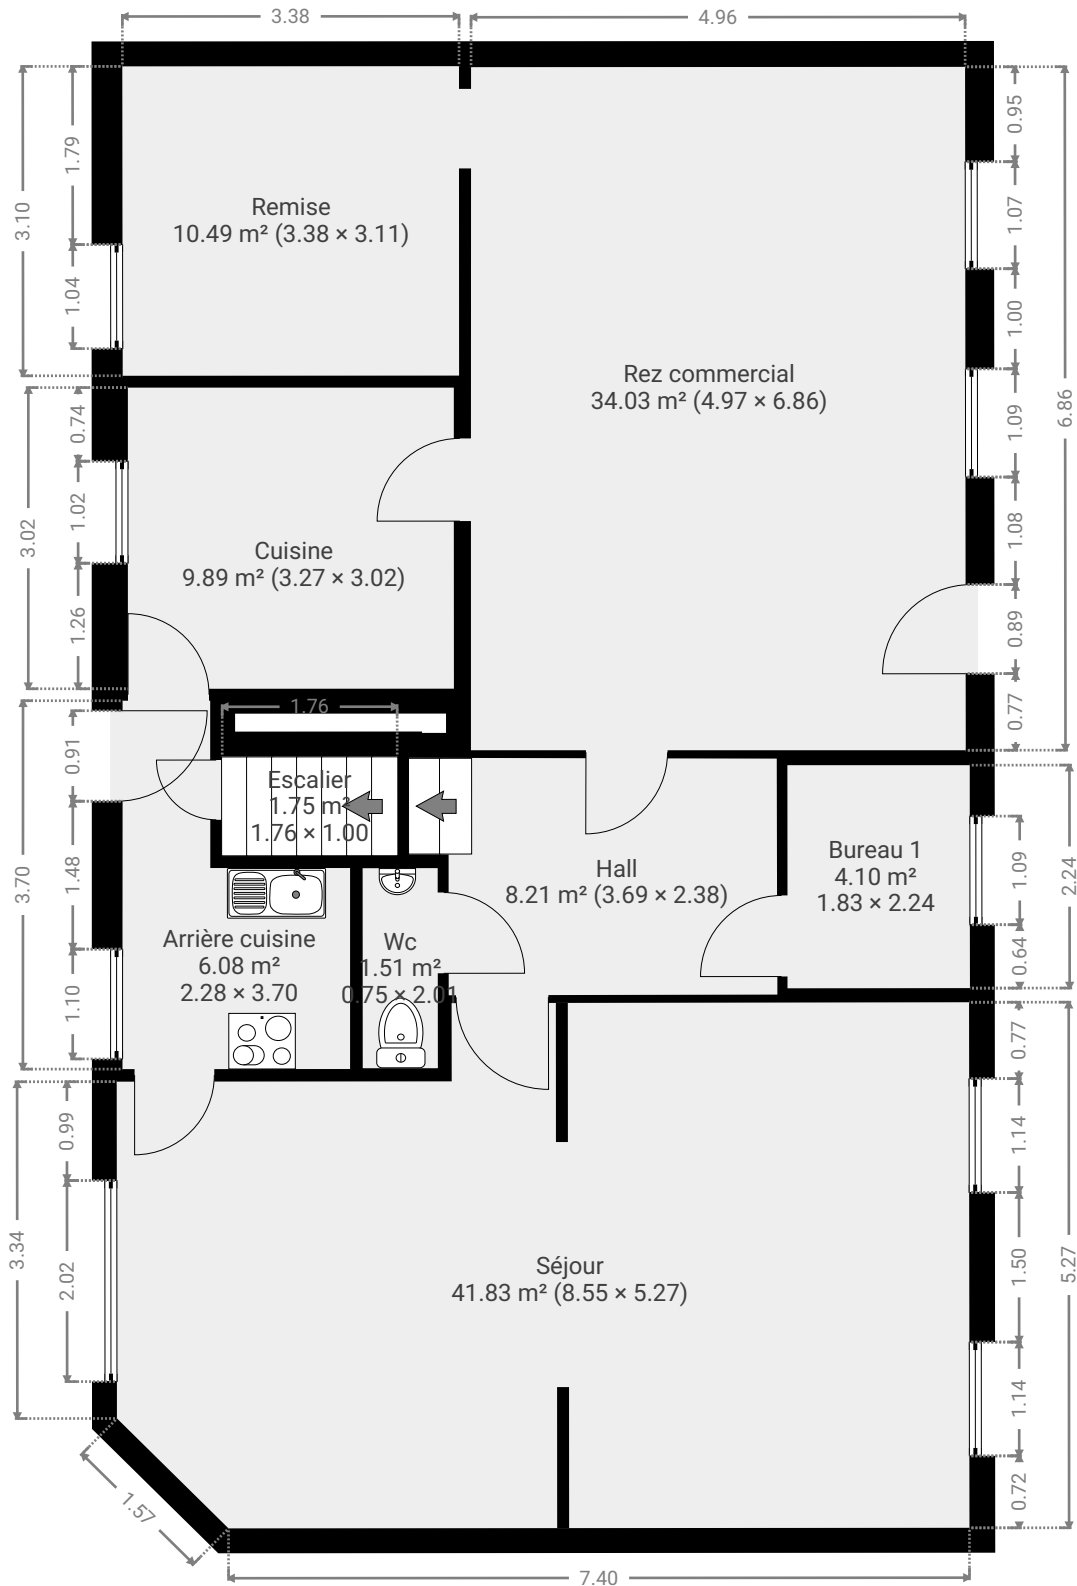 3.38
4.96
3.10
1.79
1.04
0.95
1.07
1.00
1.09
1.08
0.89
0.77
6.86
Remise
10.49 m² (3.38 × 3.11)
Rez commercial
34.03 m² (4.97 × 6.86)
3.02
0.74
1.02
1.26
Cuisine
9.89 m² (3.27 × 3.02)
1.76
Escalier
1.75 m²
1.76 × 1.00
3.70
0.91
1.48
1.10
Hall
8.21 m² (3.69 × 2.38)
Bureau 1
4.10 m²
1.83 × 2.24
1.09
0.64
2.24
Arrière cuisine
6.08 m²
2.28 × 3.70
Wc
1.51 m²
0.75 × 2.01
3.34
0.99
2.02
0.77
1.14
1.50
1.14
0.72
5.27
Séjour
41.83 m² (8.55 × 5.27)
1.57
7.40